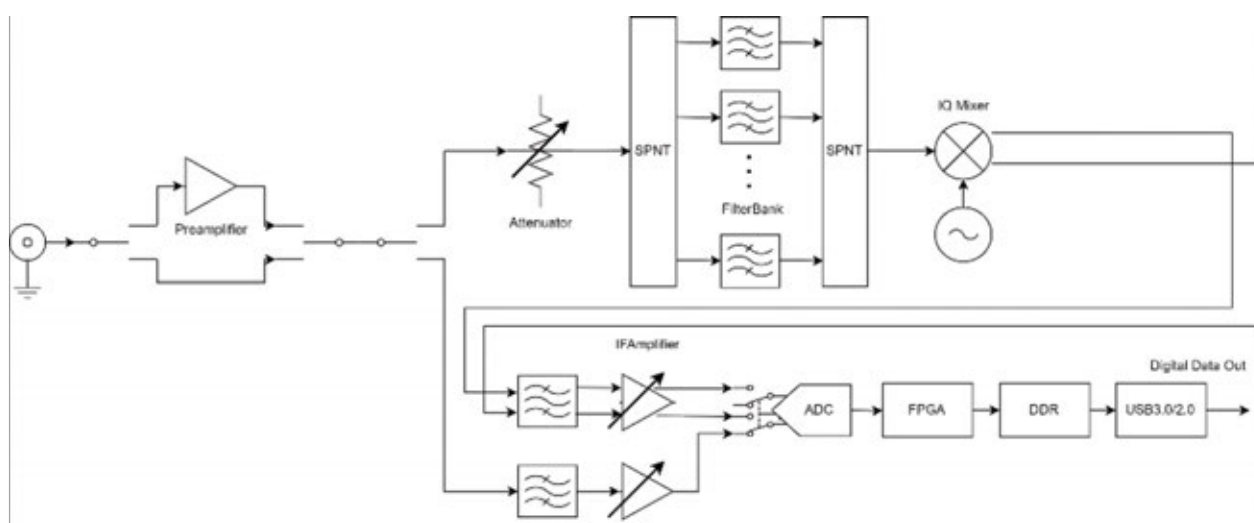 IQ Mixer
SPNT
SPNT
Preamplifier
Attenuator
FilterBank
IFAmplifier
Digital Data Out
ADC
FPGA
DDR
USB3.0/2.0